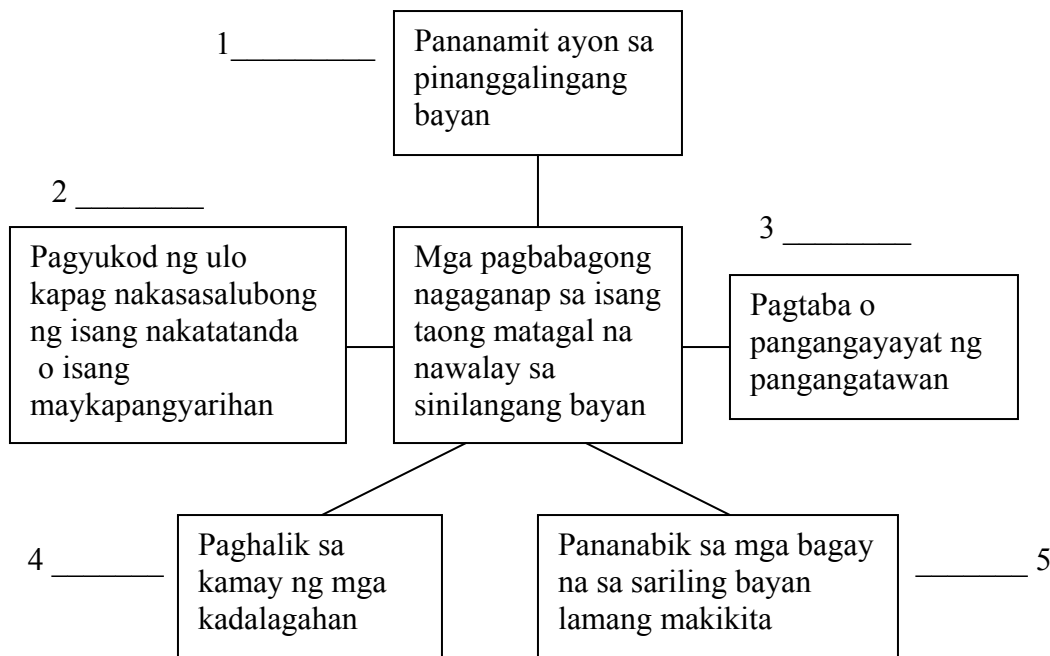 1_________
Pananamit ayon sa
pinanggalingang
bayan
2 ________
Pagyukod ng ulo
kapag nakasasalubong
ng isang nakatatanda
o isang
maykapangyarihan
Mga pagbabagong
nagaganap sa isang
taong matagal na
nawalay sa
sinilangang bayan
3 ________
Pagtaba o
pangangayayat ng
pangangatawan
4 _______
Paghalik sa
kamay ng mga
kadalagahan
Pananabik sa mga bagay
na sa sariling bayan
lamang makikita
_______ 5